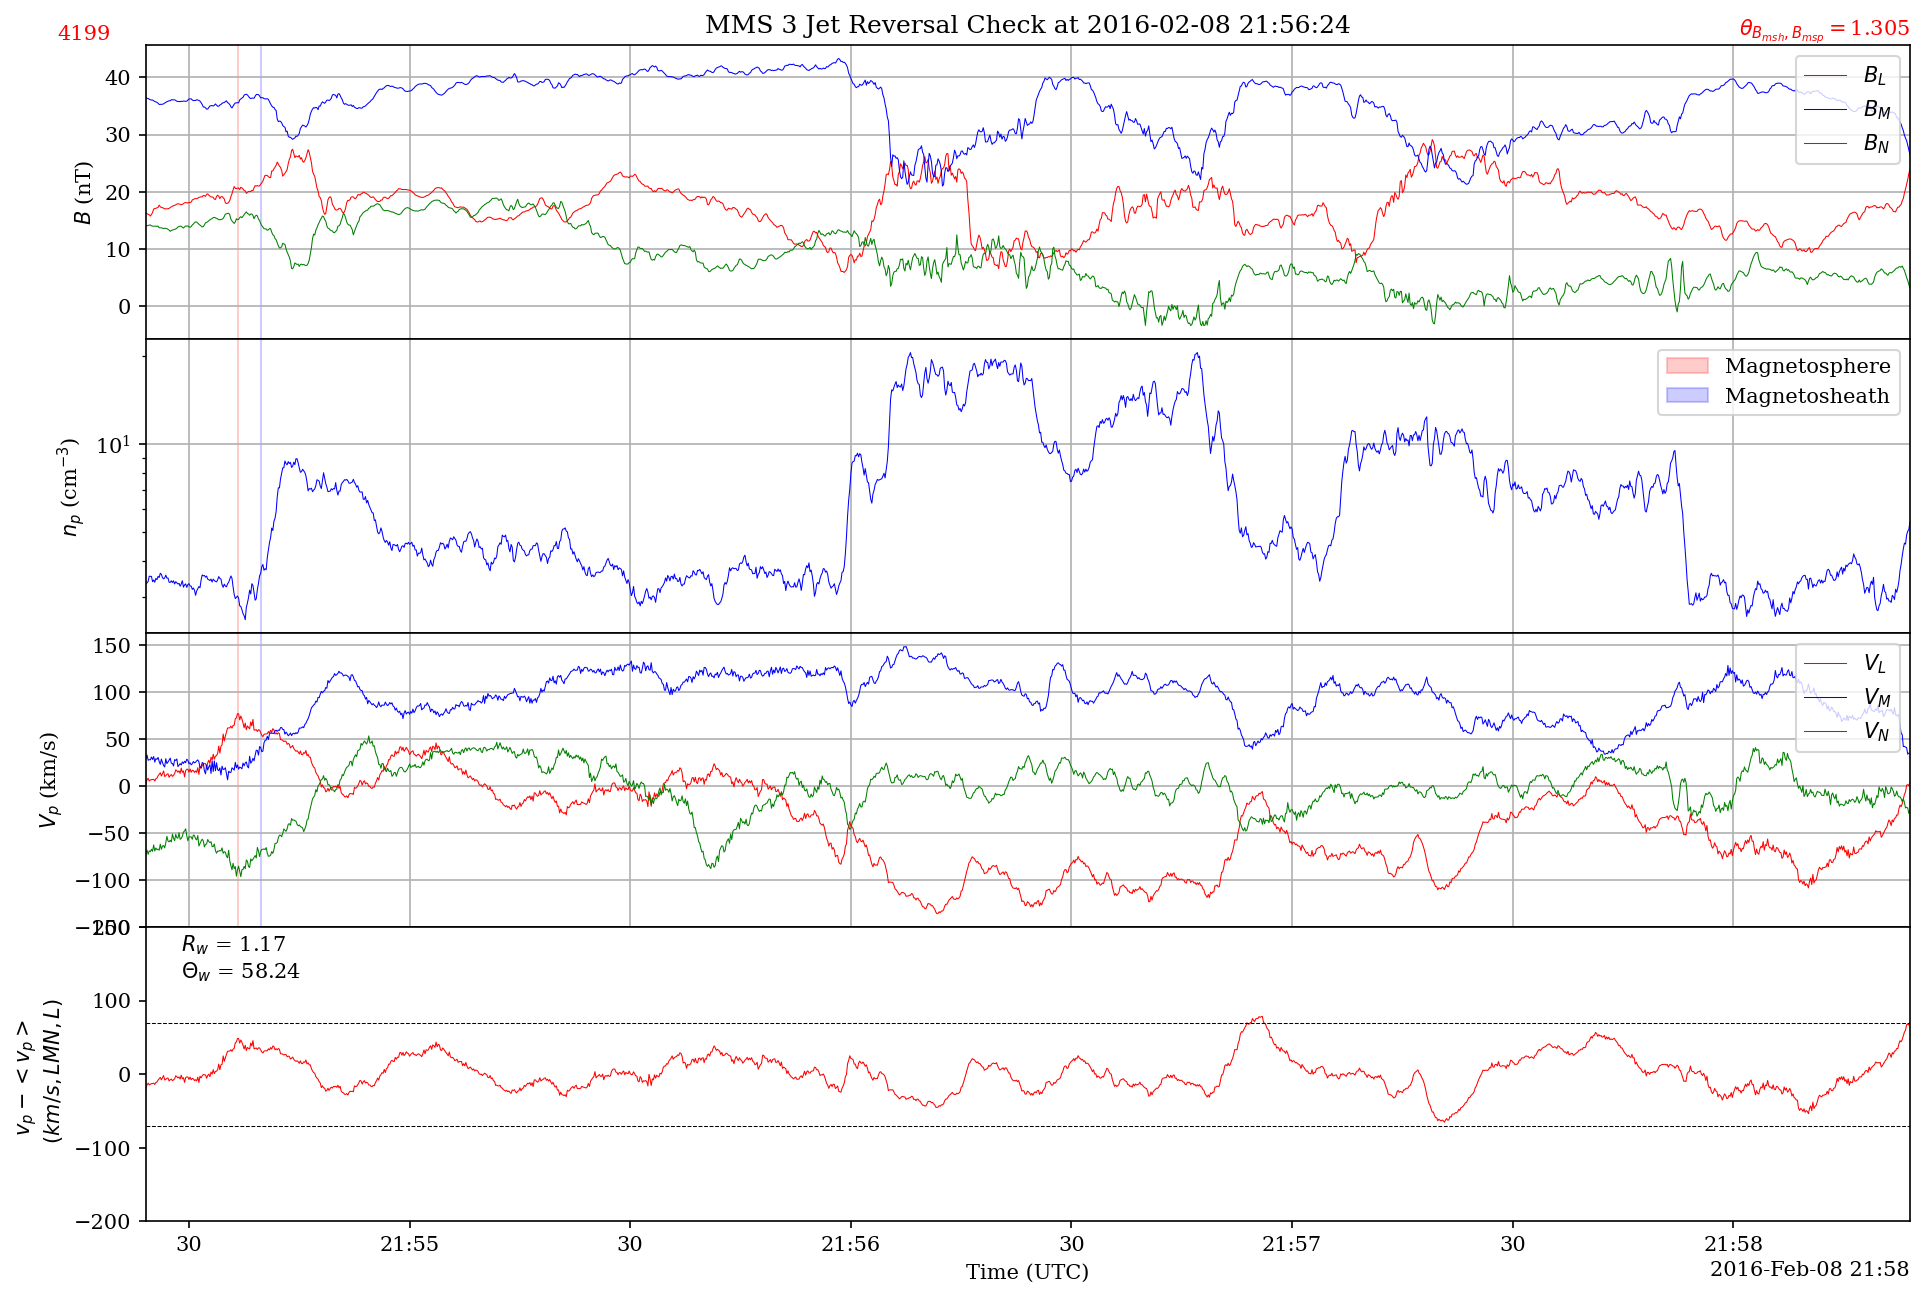 4199
MMS 3 Jet Reversal Check at 2016-02-08 21:56:24
θ_{B_{msh}, B_{msp}} = 1.305
40
30
20
10
0
B (nT)
B_L
B_M
B_N
10^1
n_p (cm^{-3})
Magnetosphere
Magnetosheath
150
100
50
0
−50
−100
−150
V_p (km/s)
V_L
V_M
V_N
200
100
0
−100
−200
v_p − < v_p >
(km/s, LMN, L)
R_w = 1.17
Θ_w = 58.24
30
21:55
30
21:56
30
21:57
30
21:58
Time (UTC)
2016-Feb-08 21:58